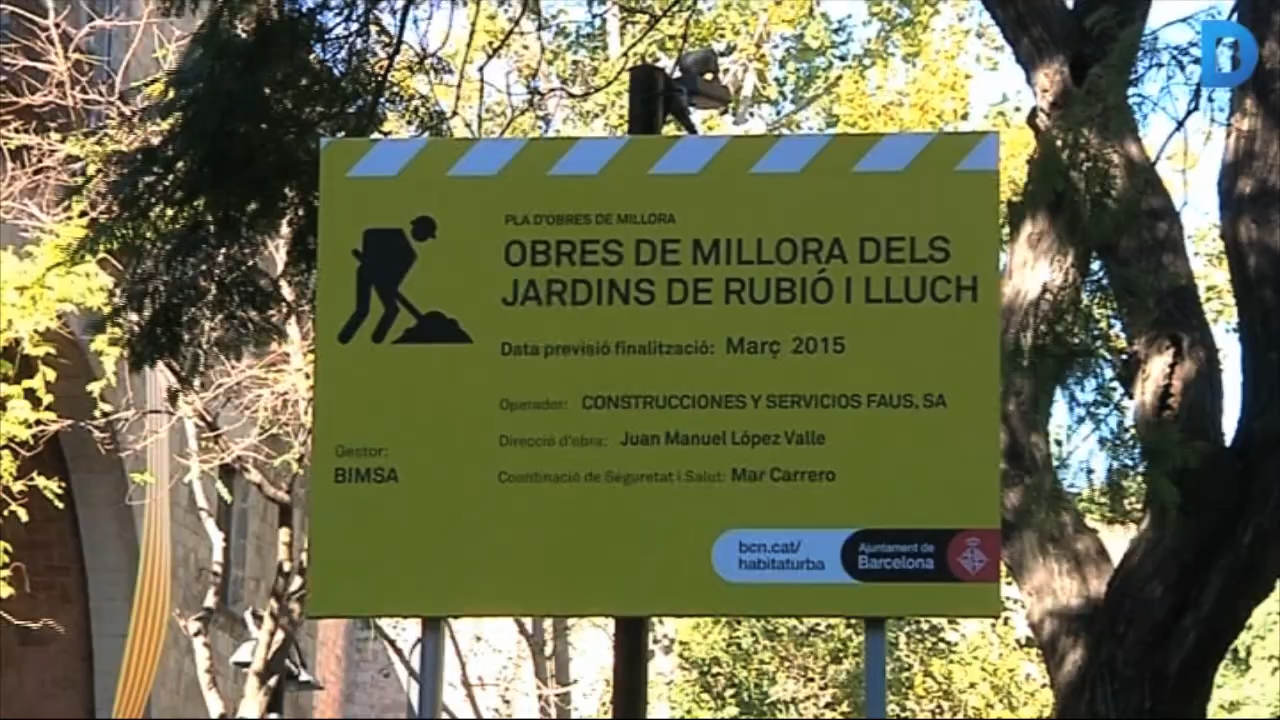 PLA D'OBRES DE MILLORA
OBRES DE MILLORA DELS
JARDINS DE RUBIÓ I LLUCH
Data previsió finalització: Març 2015
Operador: CONSTRUCCIONES Y SERVICIOS FAUS, SA
Direcció d'obra: Juan Manuel López Valle
Coordinació de Seguretat i Salut: Mar Carrero
Gestor:
BIMSA
bcn.cat/
habitaturba
Ajuntament de
Barcelona
B